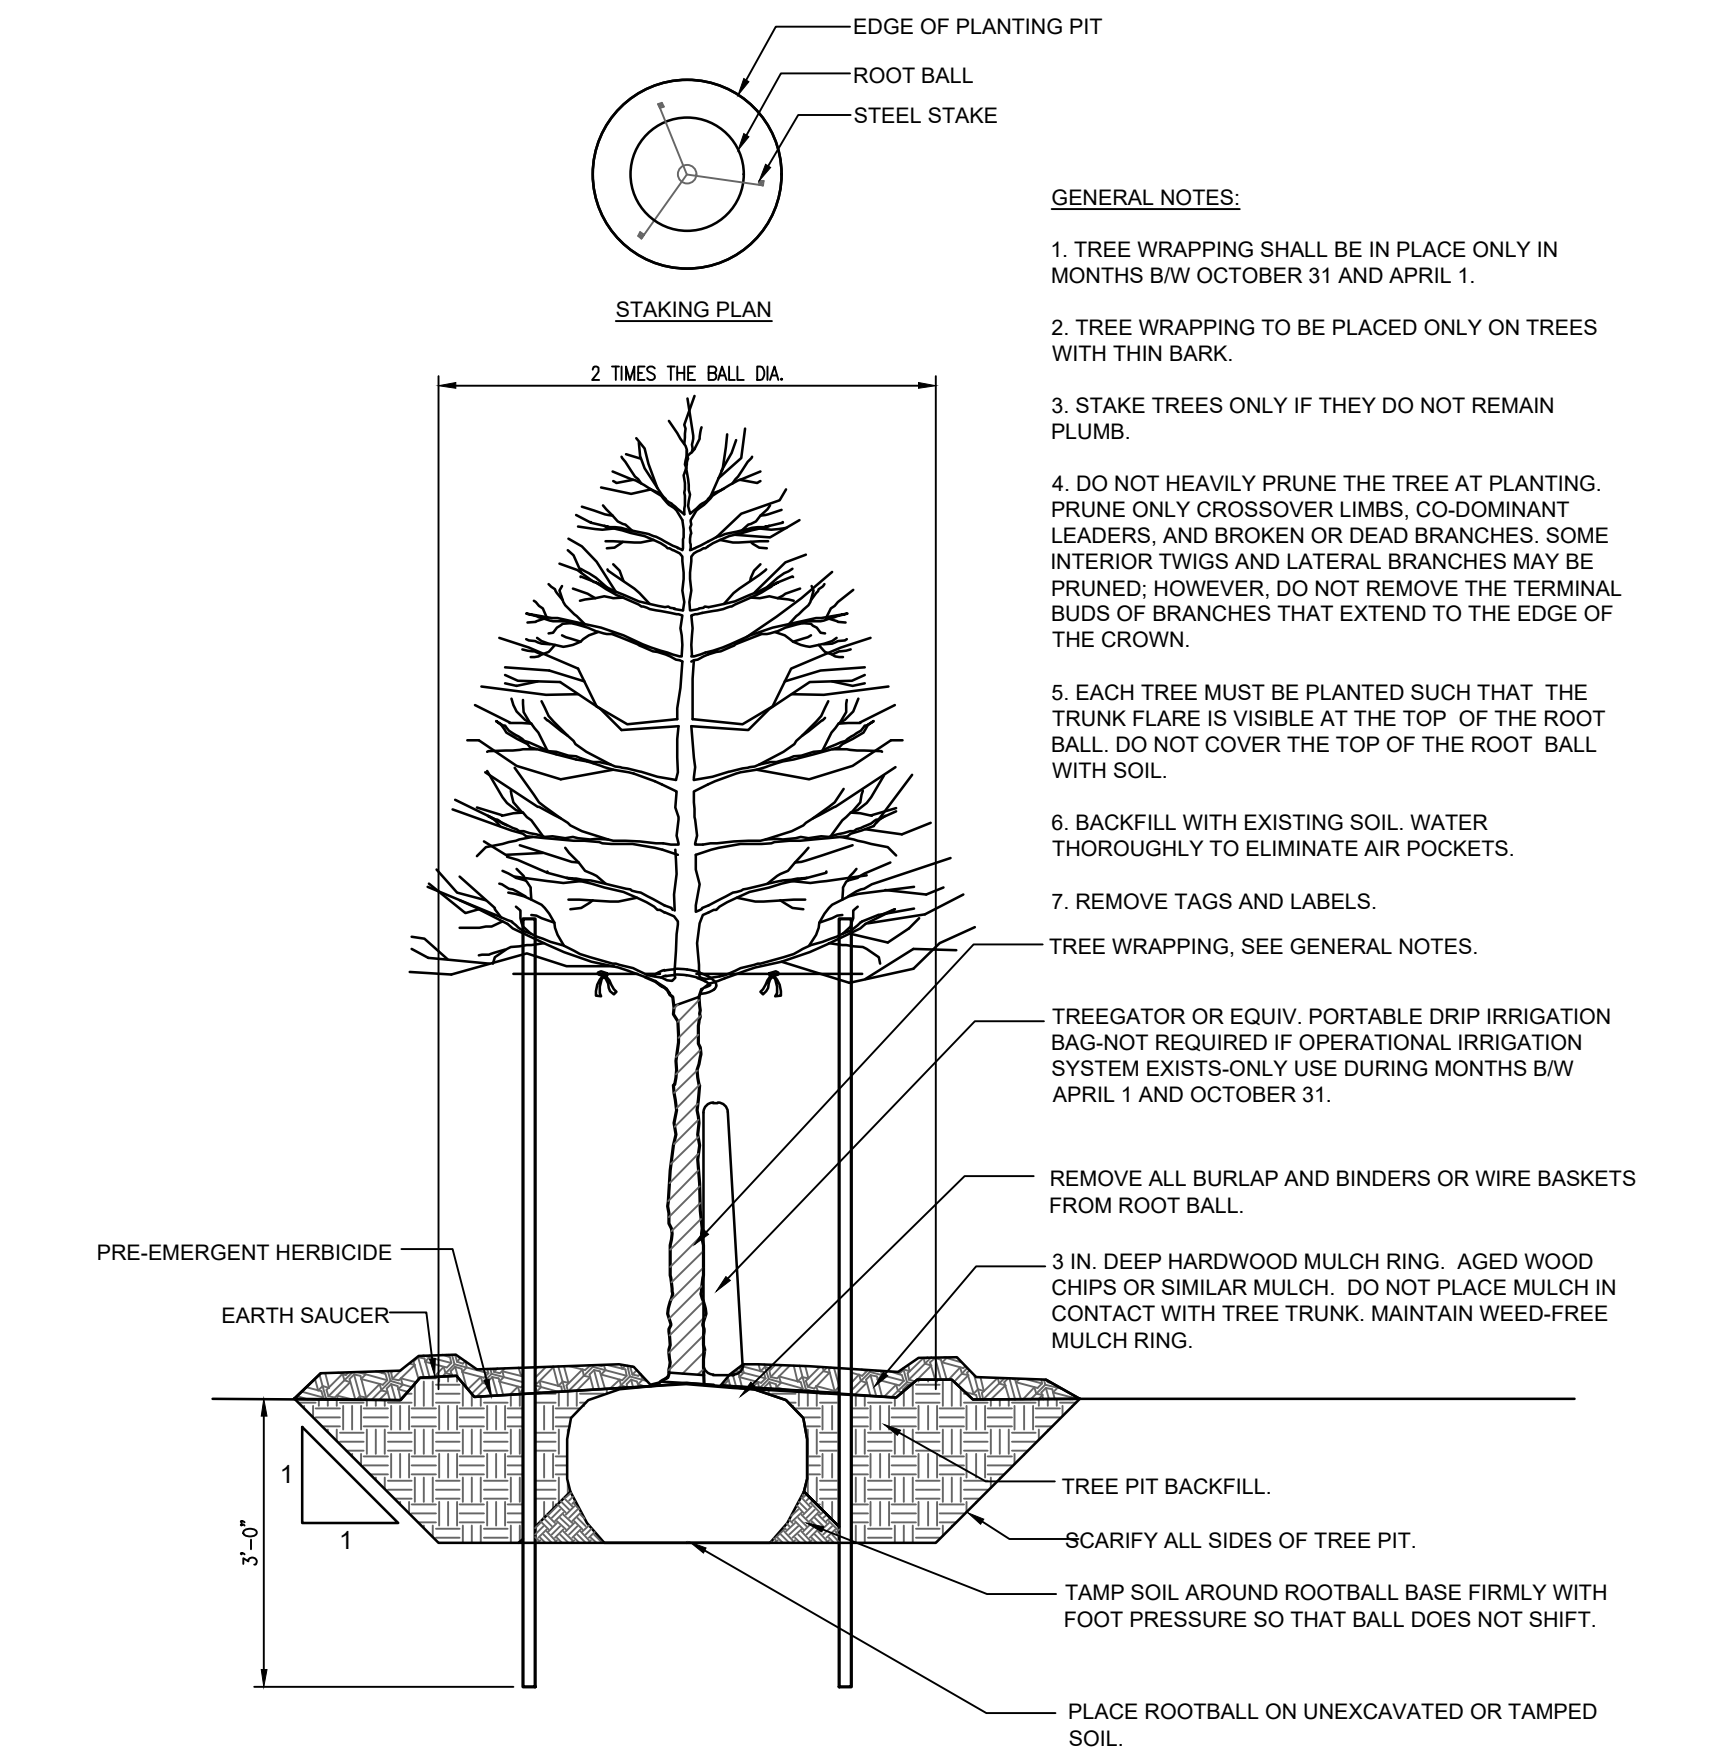 EDGE OF PLANTING PIT
ROOT BALL
STEEL STAKE
STAKING PLAN
2 TIMES THE BALL DIA.
GENERAL NOTES:
1. TREE WRAPPING SHALL BE IN PLACE ONLY IN
MONTHS B/W OCTOBER 31 AND APRIL 1.
2. TREE WRAPPING TO BE PLACED ONLY ON TREES
WITH THIN BARK.
3. STAKE TREES ONLY IF THEY DO NOT REMAIN
PLUMB.
4. DO NOT HEAVILY PRUNE THE TREE AT PLANTING.
PRUNE ONLY CROSSOVER LIMBS, CO-DOMINANT
LEADERS, AND BROKEN OR DEAD BRANCHES. SOME
INTERIOR TWIGS AND LATERAL BRANCHES MAY BE
PRUNED; HOWEVER, DO NOT REMOVE THE TERMINAL
BUDS OF BRANCHES THAT EXTEND TO THE EDGE OF
THE CROWN.
5. EACH TREE MUST BE PLANTED SUCH THAT THE
TRUNK FLARE IS VISIBLE AT THE TOP OF THE ROOT
BALL. DO NOT COVER THE TOP OF THE ROOT BALL
WITH SOIL.
6. BACKFILL WITH EXISTING SOIL. WATER
THOROUGHLY TO ELIMINATE AIR POCKETS.
7. REMOVE TAGS AND LABELS.
TREE WRAPPING, SEE GENERAL NOTES.
TREEGATOR OR EQUIV. PORTABLE DRIP IRRIGATION
BAG-NOT REQUIRED IF OPERATIONAL IRRIGATION
SYSTEM EXISTS-ONLY USE DURING MONTHS B/W
APRIL 1 AND OCTOBER 31.
REMOVE ALL BURLAP AND BINDERS OR WIRE BASKETS
FROM ROOT BALL.
3 IN. DEEP HARDWOOD MULCH RING. AGED WOOD
CHIPS OR SIMILAR MULCH. DO NOT PLACE MULCH IN
CONTACT WITH TREE TRUNK. MAINTAIN WEED-FREE
MULCH RING.
PRE-EMERGENT HERBICIDE
EARTH SAUCER
1
1
3'-0"
TREE PIT BACKFILL.
SCARIFY ALL SIDES OF TREE PIT.
TAMP SOIL AROUND ROOTBALL BASE FIRMLY WITH
FOOT PRESSURE SO THAT BALL DOES NOT SHIFT.
PLACE ROOTBALL ON UNEXCAVATED OR TAMPED
SOIL.